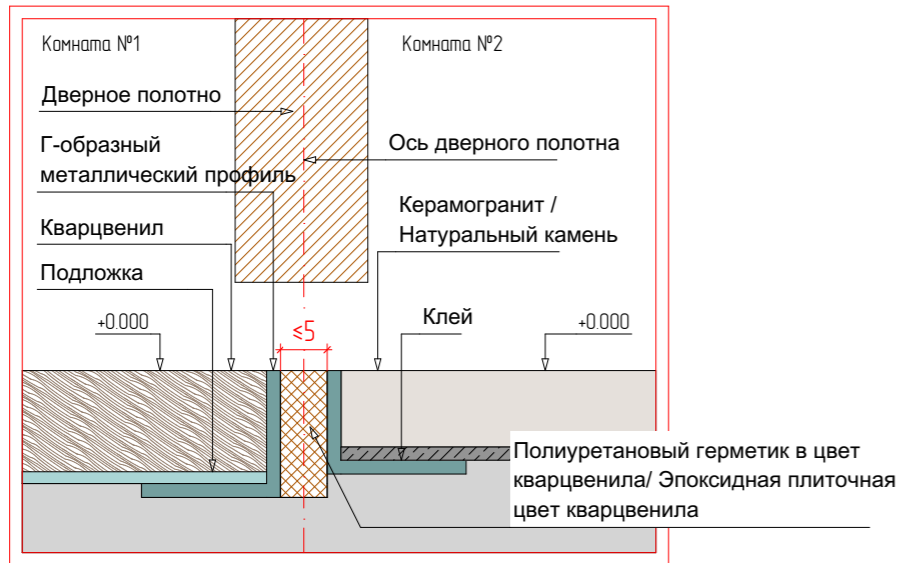 Комната №1
Комната №2
Дверное полотно
Г-образный
металлический профиль
Ось дверного полотна
Кварцвенил
Керамогранит /
Натуральный камень
Подложка
+0.000
≤5
Клей
+0.000
Полиуретановый герметик в цвет
кварцвенила/ Эпоксидная плиточная
цвет кварцвенила